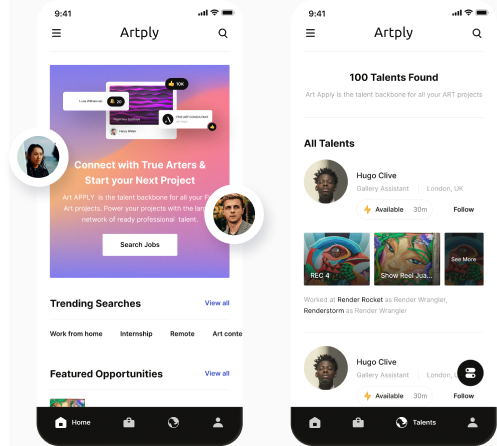 9:41
Artply
10K
20
Connect with True Arters &
Start your Next Project
Art APPLY is the talent backbone for all your
Art projects. Power your projects with the
network of ready professional talent.
Search Jobs
Trending Searches
View all
Work from home
Internship
Remote
Art conte
Featured Opportunities
View all
Home
9:41
Artply
100 Talents Found
Art Apply is the talent backbone for all your ART projects
All Talents
Hugo Clive
Gallery Assistant
London, UK
Available
30m
Follow
REC 4
Show Reel Jua...
See More
Worked at Render Rocket as Render Wrangler,
Renderstorm as Render Wrangler
Hugo Clive
Gallery Assistant
London,
Available
30m
Follow
Talents